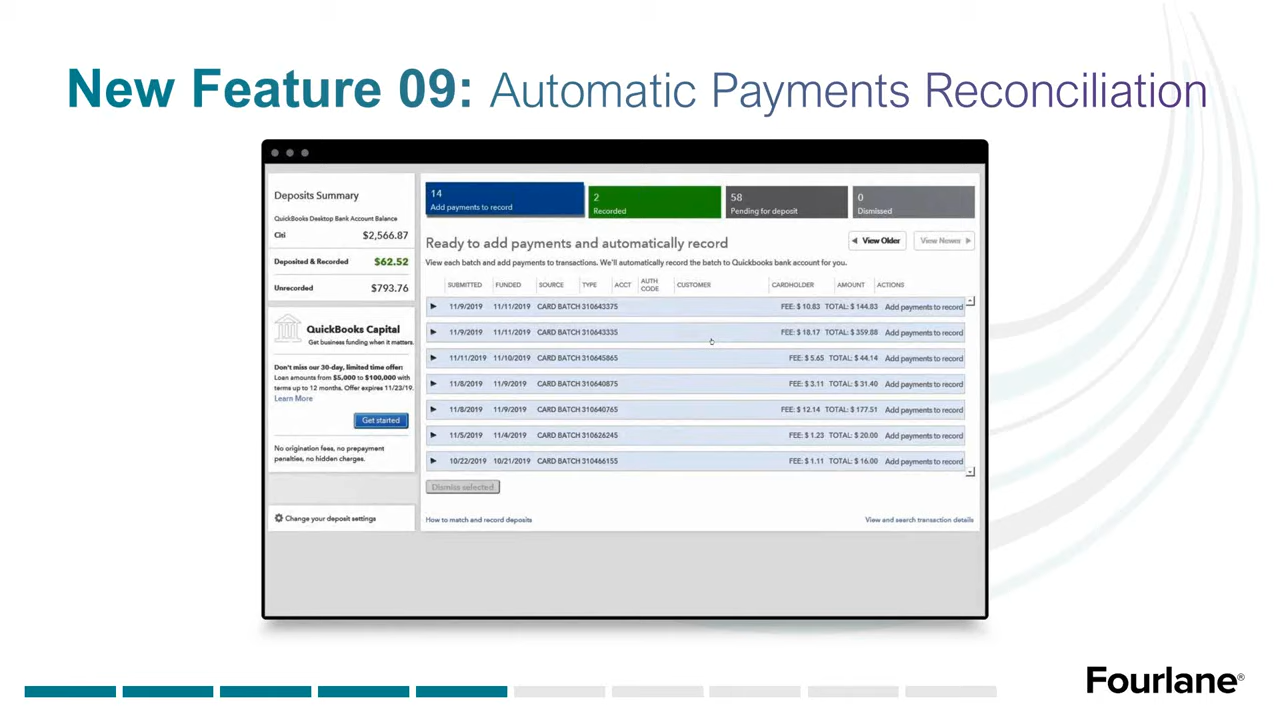 New Feature 09: Automatic Payments Reconciliation
Deposits Summary
QuickBooks Desktop Bank Account Balance
Citi $2,566.87
Deposited & Recorded $62.52
Unrecorded $793.76
QuickBooks Capital
Get business funding when it matters.
Don't miss our 30-day, limited time offer:
Loan amounts from $5,000 to $100,000 with
terms up to 12 months. Offer expires 11/23/19.
Learn More
Get started
No origination fees, no prepayment
penalties, no hidden charges.
Change your deposit settings
14
Add payments to record
2
Recorded
58
Pending for deposit
0
Dismissed
Ready to add payments and automatically record
View Older
View Newer
View each batch and add payments to transactions. We'll automatically record the batch to Quickbooks bank account for you.
SUBMITTED FUNDED SOURCE TYPE ACCT AUTH CODE CUSTOMER CARDHOLDER AMOUNT ACTIONS
11/9/2019 11/11/2019 CARD BATCH 310643375 FEE: $ 10.83 TOTAL: $ 144.83 Add payments to record
11/9/2019 11/11/2019 CARD BATCH 310643335 FEE: $ 18.17 TOTAL: $ 359.88 Add payments to record
11/11/2019 11/10/2019 CARD BATCH 310645865 FEE: $ 5.65 TOTAL: $ 44.14 Add payments to record
11/8/2019 11/9/2019 CARD BATCH 310640875 FEE: $ 3.11 TOTAL: $ 31.40 Add payments to record
11/8/2019 11/9/2019 CARD BATCH 310640765 FEE: $ 12.14 TOTAL: $ 177.51 Add payments to record
11/5/2019 11/4/2019 CARD BATCH 310626245 FEE: $ 1.23 TOTAL: $ 20.00 Add payments to record
10/22/2019 10/21/2019 CARD BATCH 310466155 FEE: $ 1.11 TOTAL: $ 16.00 Add payments to record
Dismiss selected
How to match and record deposits
View and search transaction details
Fourlane®